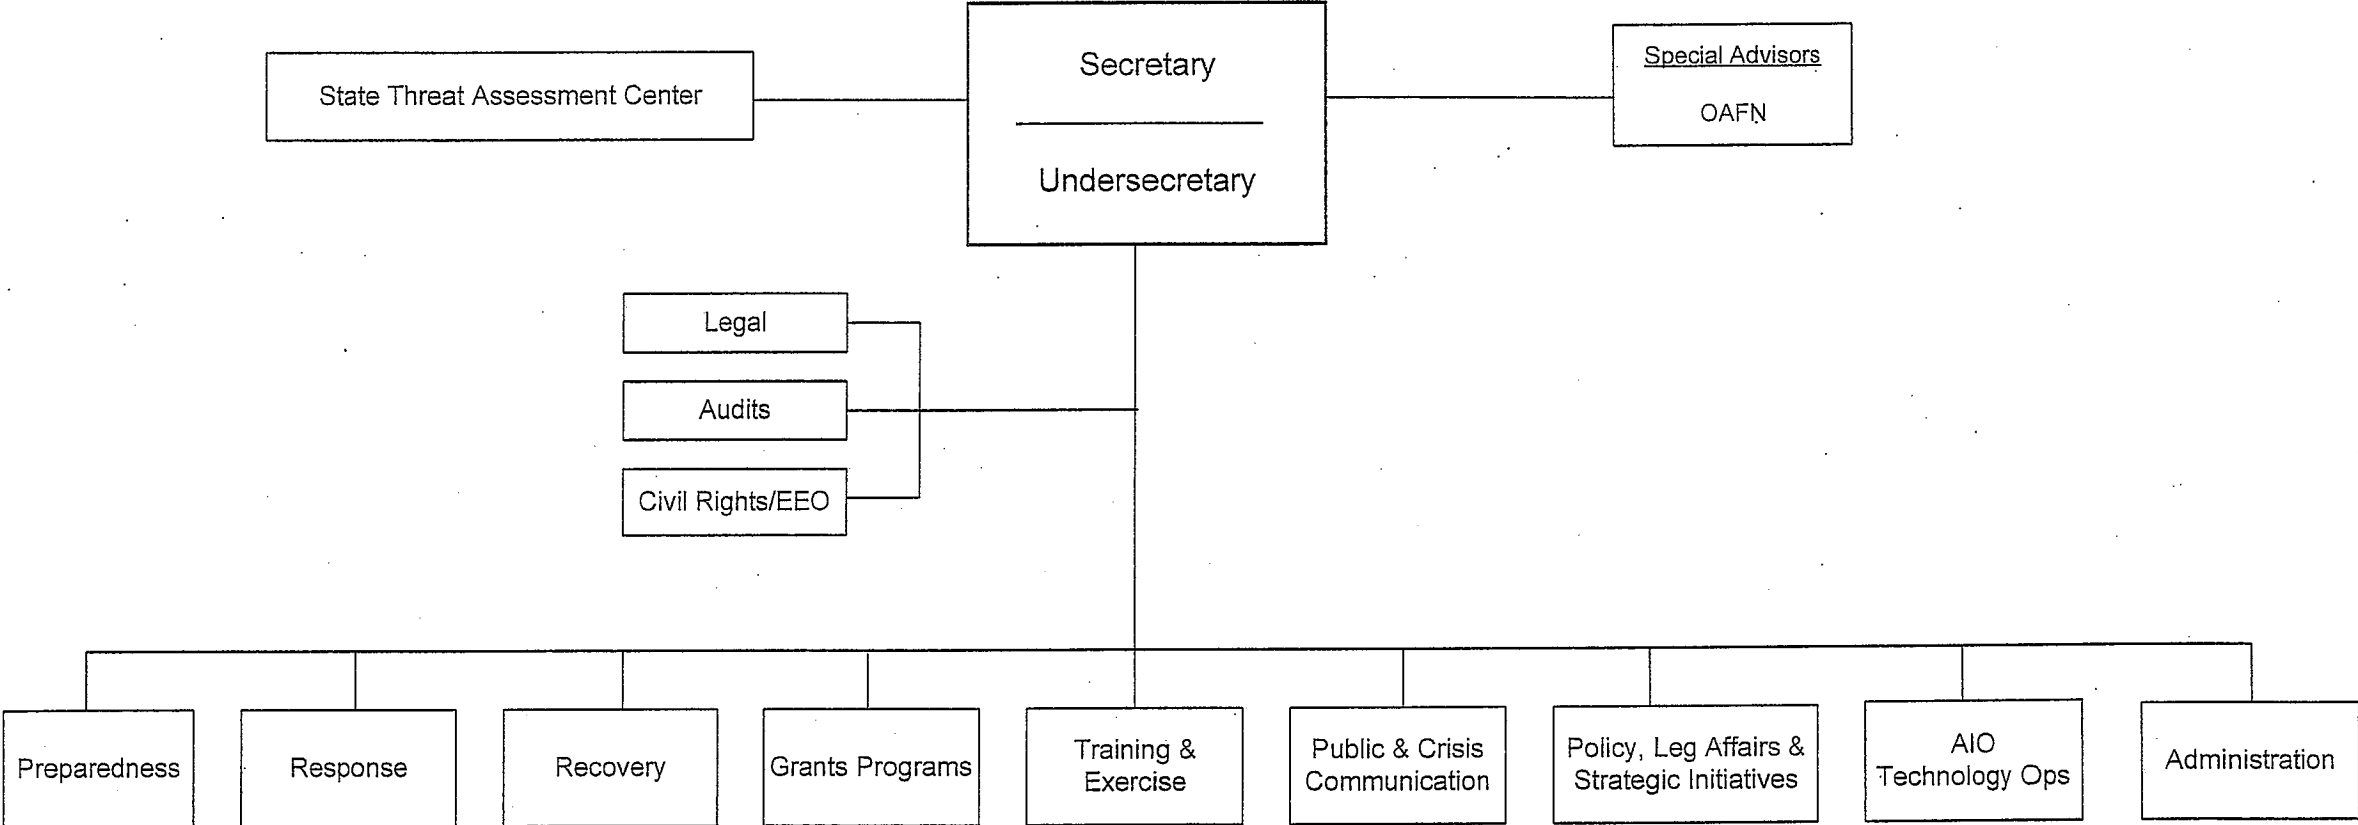 Secretary
Undersecretary
State Threat Assessment Center
Special Advisors
OAFN
Legal
Audits
Civil Rights/EEO
Preparedness
Response
Recovery
Grants Programs
Training &
Exercise
Public & Crisis
Communication
Policy, Leg Affairs &
Strategic Initiatives
AIO
Technology Ops
Administration